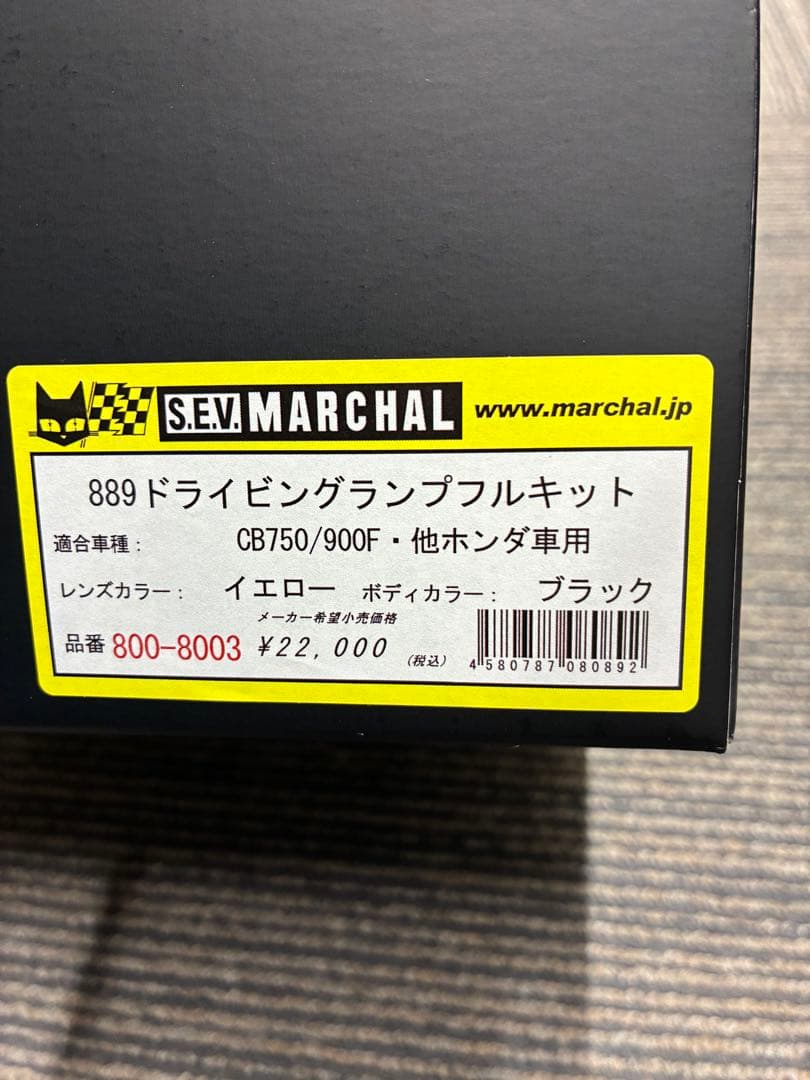 S.E.V. MARCHAL www.marchal.jp
889ドライビングランプフルキット
適合車種： CB750/900F・他ホンダ車用
レンズカラー： イエロー ボディカラー： ブラック
メーカー希望小売価格
品番 800-8003 ¥22,000 (税込)
4 580787 080892